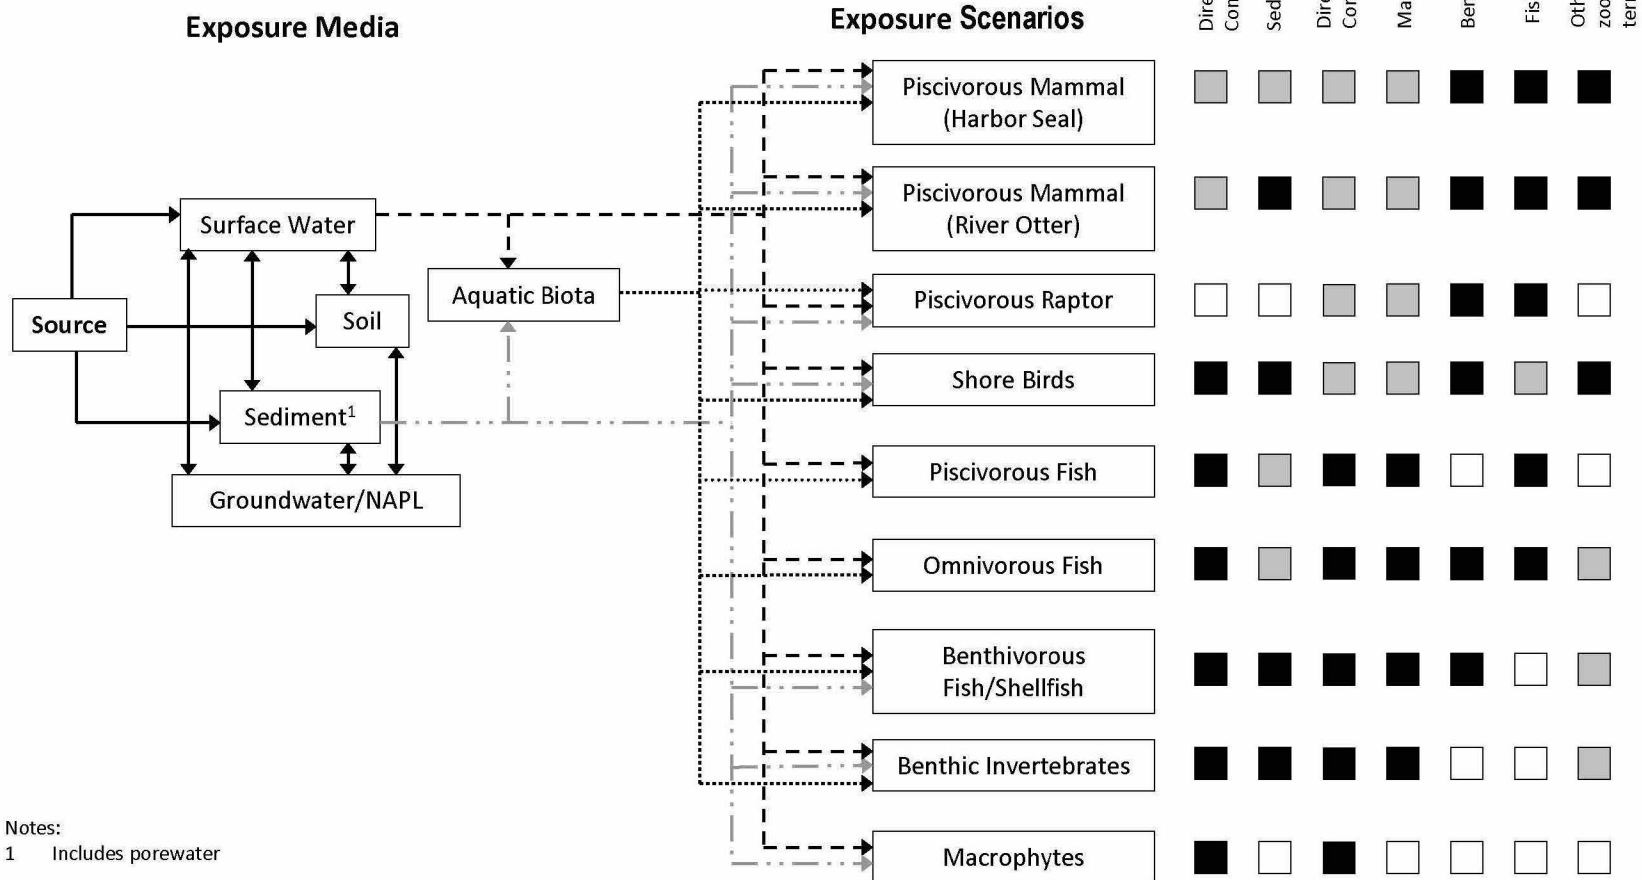 Exposure Media
Exposure Scenarios
Sed
Piscivorous Mammal
(Harbor Seal)
Piscivorous Mammal
(River Otter)
Surface Water
Aquatic Biota
Piscivorous Raptor
Source
Soil
Shore Birds
Sediment¹
Piscivorous Fish
Groundwater/NAPL
Omnivorous Fish
Benthivorous
Fish/Shellfish
Benthic Invertebrates
Notes:
1 Includes porewater
Macrophytes